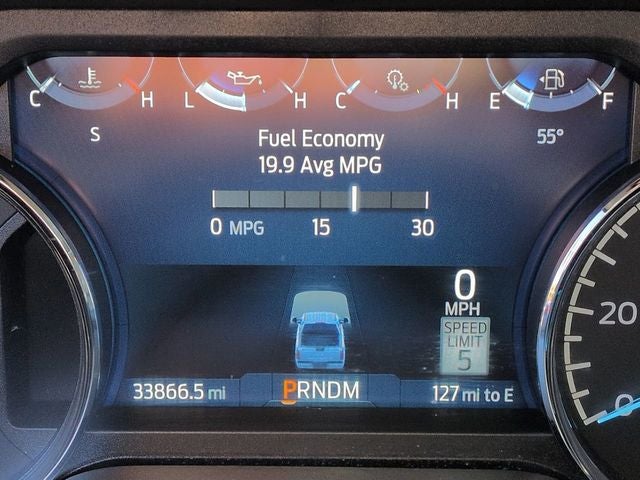 C H L H C H E F
S 55°
Fuel Economy
19.9 Avg MPG
0 MPG 15 30
0
MPH
SPEED
LIMIT
5
33866.5 mi PRNDM 127 mi to E
20
0